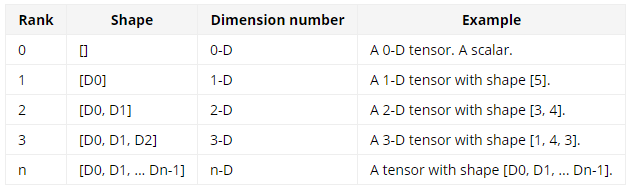 Rank Shape Dimension number Example
0 [] 0-D A 0-D tensor. A scalar.
1 [D0] 1-D A 1-D tensor with shape [5].
2 [D0, D1] 2-D A 2-D tensor with shape [3, 4].
3 [D0, D1, D2] 3-D A 3-D tensor with shape [1, 4, 3].
n [D0, D1, ... Dn-1] n-D A tensor with shape [D0, D1, ... Dn-1].